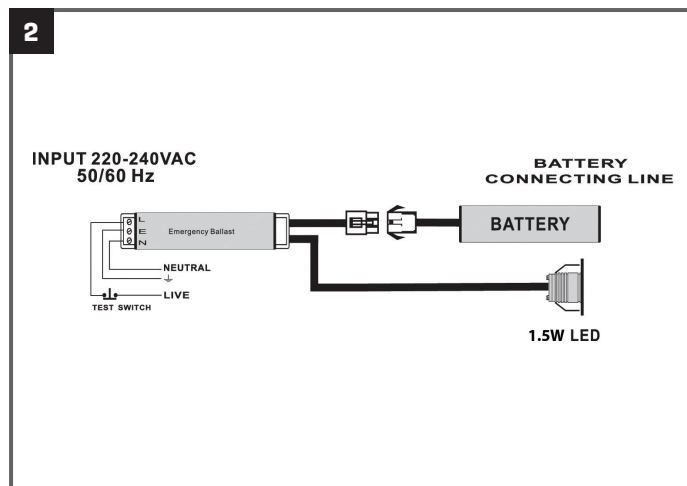 2
INPUT 220-240VAC
50/60 Hz
BATTERY
CONNECTING LINE
L
E
N
Emergency Ballast
BATTERY
NEUTRAL
LIVE
TEST SWITCH
1.5W LED